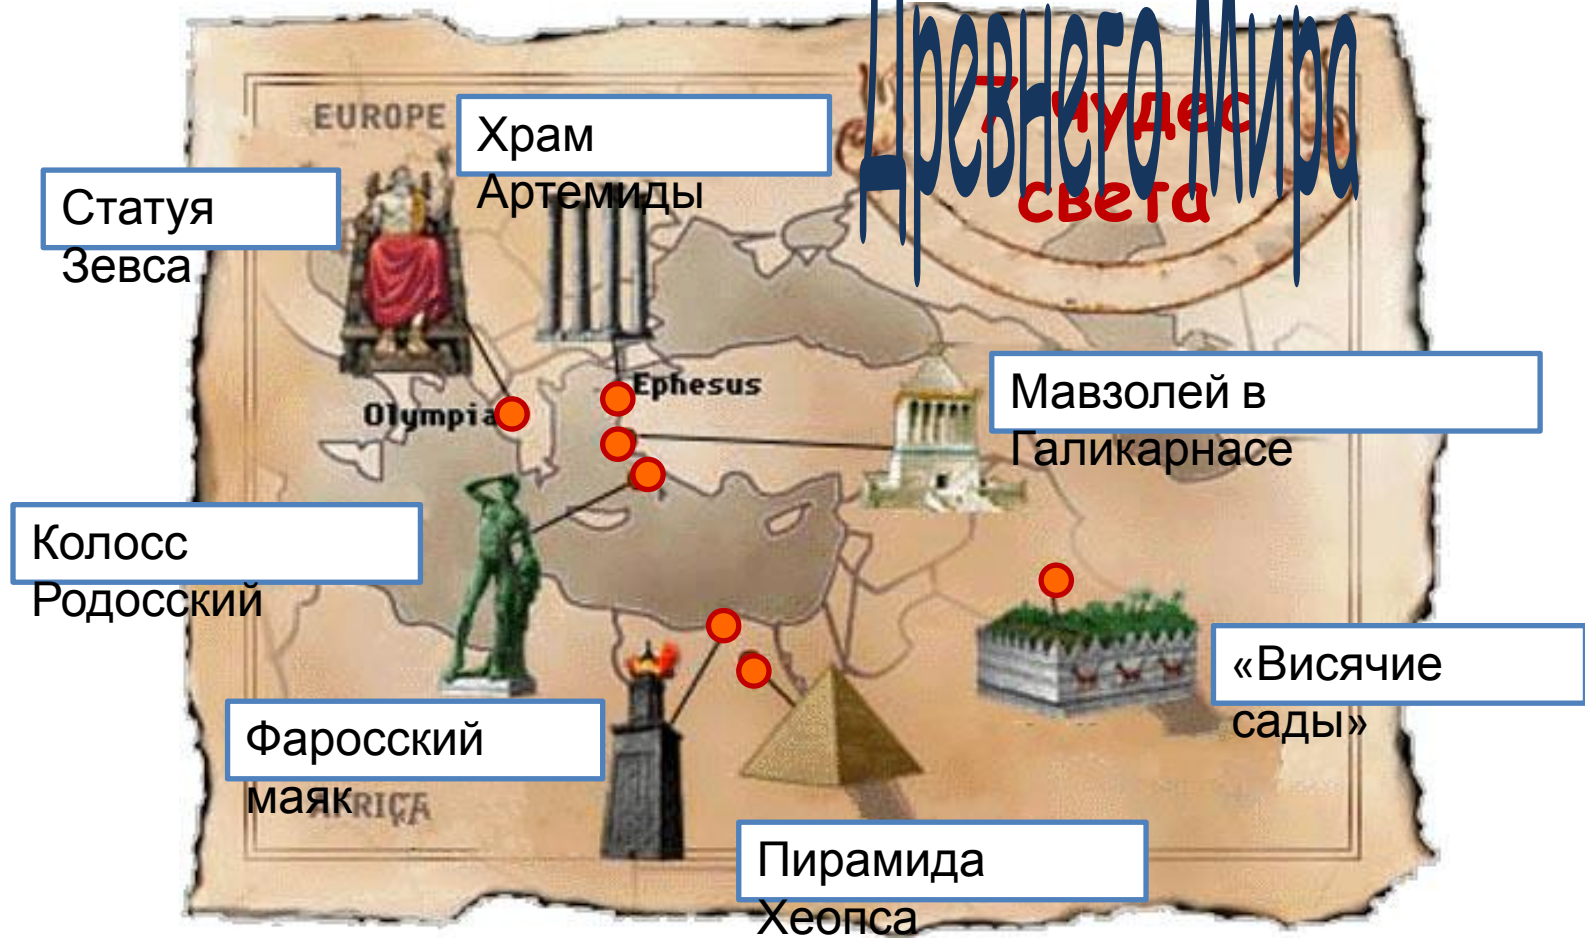 Древнего Мира
7 чудес
света
EUROPE
Храм
Артемиды
Статуя
Зевса
Ephesus
Olympia
Мавзолей в
Галикарнасе
Колосс
Родосский
«Висячие
сады»
Фаросский
маяк
AFRICA
Пирамида
Хеопса